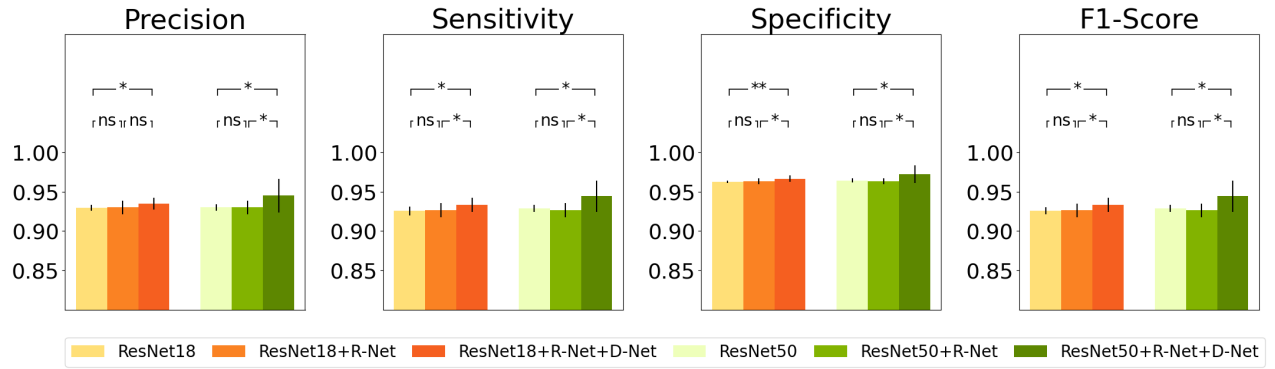 Precision Sensitivity Specificity F1-Score
* * * * ** * * *
ns ns ns * ns * ns * ns * ns * ns * ns *
1.00 1.00 1.00 1.00
0.95 0.95 0.95 0.95
0.90 0.90 0.90 0.90
0.85 0.85 0.85 0.85
ResNet18 ResNet18+R-Net ResNet18+R-Net+D-Net ResNet50 ResNet50+R-Net ResNet50+R-Net+D-Net